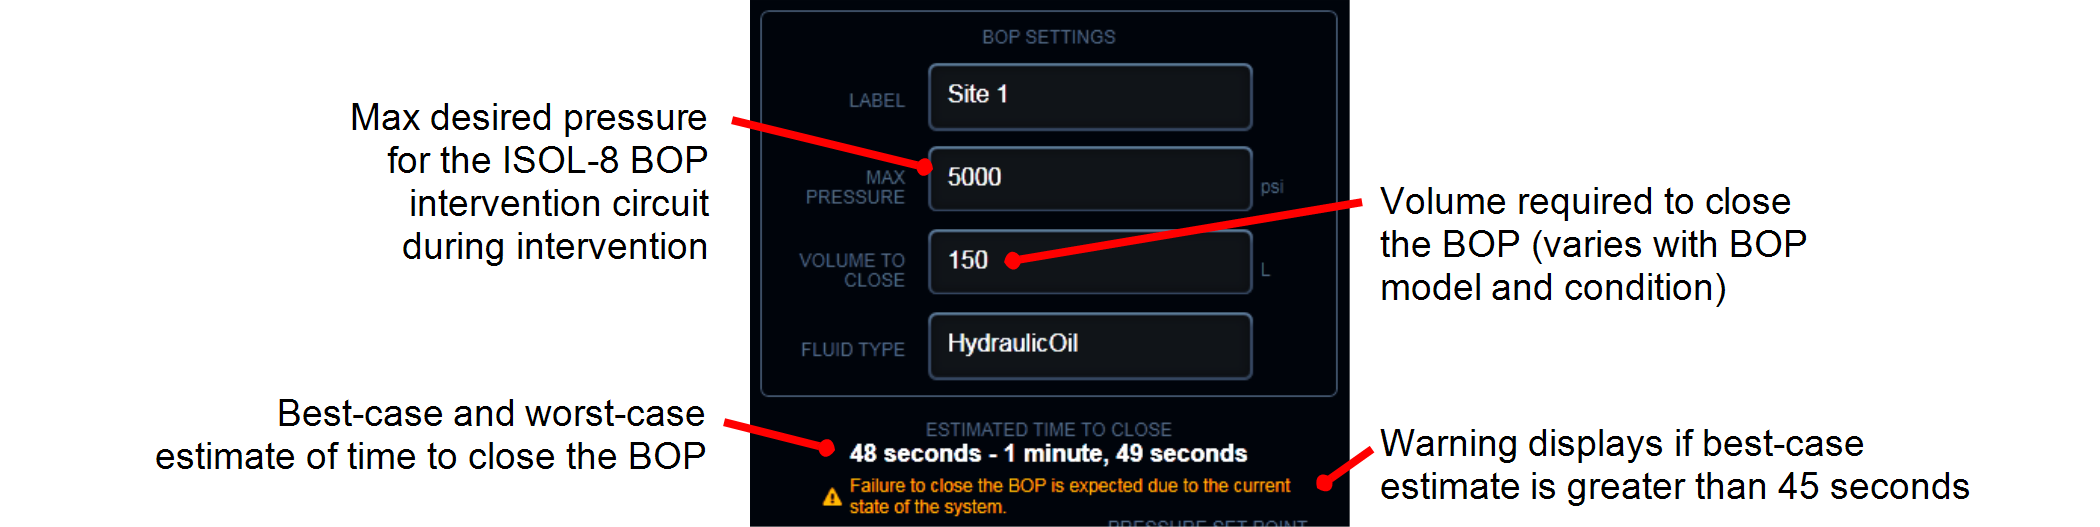 Max desired pressure
for the ISOL-8 BOP
intervention circuit
during intervention
Best-case and worst-case
estimate of time to close the BOP
BOP SETTINGS
LABEL
Site 1
MAX
PRESSURE
5000
psi
VOLUME TO
CLOSE
150
L
FLUID TYPE
HydraulicOil
ESTIMATED TIME TO CLOSE
48 seconds - 1 minute, 49 seconds
Failure to close the BOP is expected due to the current
state of the system.
PRESSURE SET POINT
Volume required to close
the BOP (varies with BOP
model and condition)
Warning displays if best-case
estimate is greater than 45 seconds